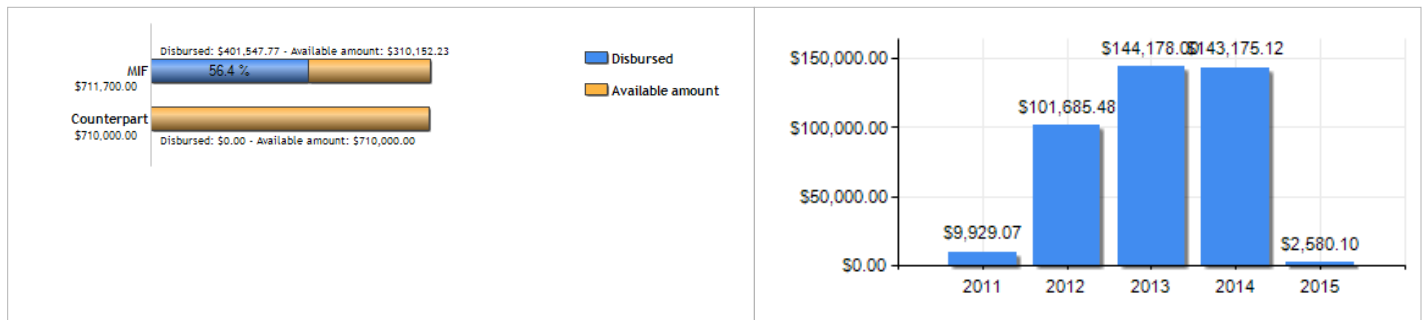 Disbursed: $401,547.77 - Available amount: $310,152.23
MIF
56.4 %
$711,700.00
Counterpart
$710,000.00
Disbursed: $0.00 - Available amount: $710,000.00
Disbursed
Available amount
$150,000.00
$100,000.00
$50,000.00
$0.00
$9,929.07
$101,685.48
$144,178.00
$143,175.12
$2,580.10
2011 2012 2013 2014 2015